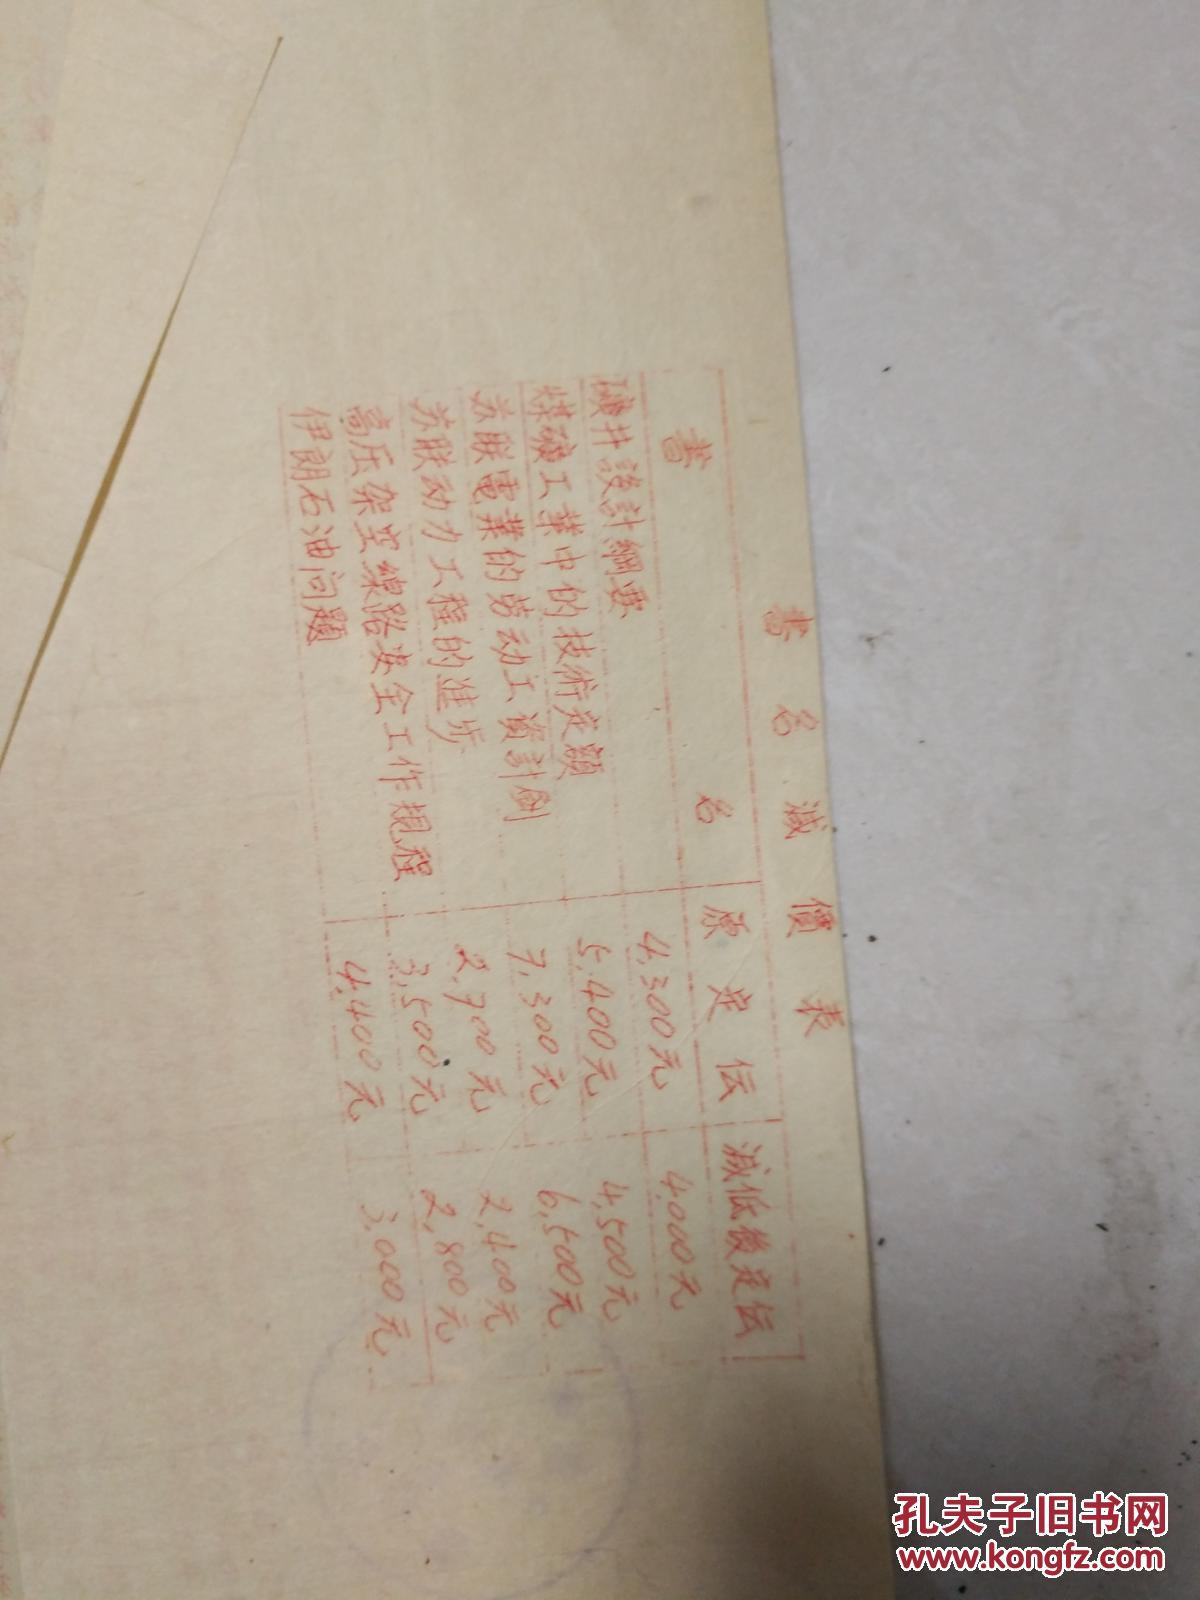 書名減價表
書名 原定伝 減低後定伝
礦井設計綱要 4,300元 4,000元
煤礦工業中的技術定額 5,400元 4,500元
苏联電業的劳动工資計劃 7,300元 6,500元
苏联动力工程的進步 2,700元 2,400元
高压架空線路安全工作規程 3,500元 2,800元
伊朗石油问题 4,400元 3,000元
孔夫子旧书网
www.kongfz.com